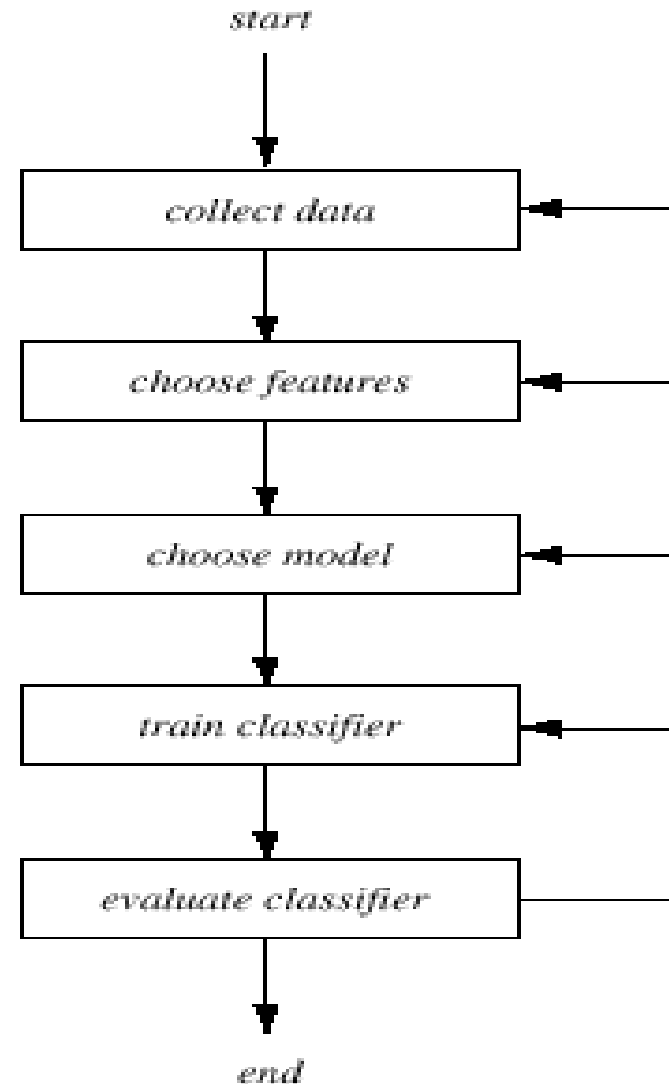 start
collect data
choose features
choose model
train classifier
evaluate classifier
end